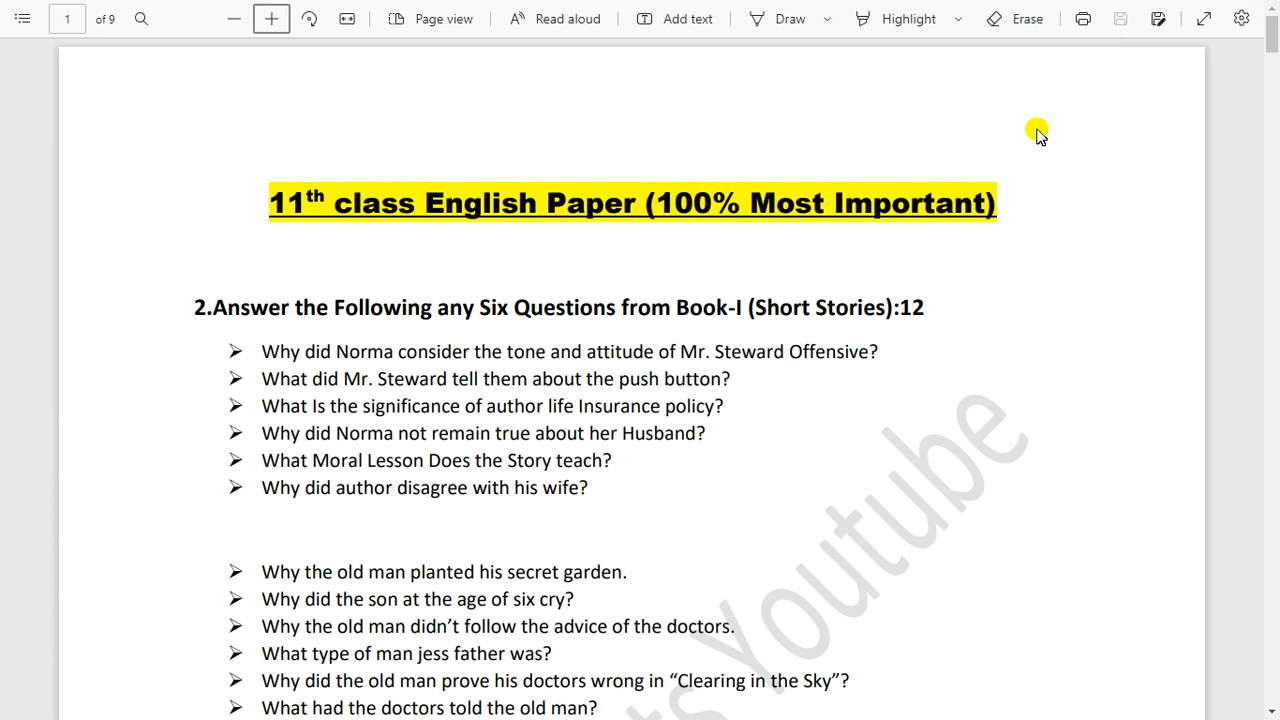 1 of 9 Page view Read aloud Add text Draw Highlight Erase
11th class English Paper (100% Most Important)
2.Answer the Following any Six Questions from Book-I (Short Stories):12
➢ Why did Norma consider the tone and attitude of Mr. Steward Offensive?
➢ What did Mr. Steward tell them about the push button?
➢ What Is the significance of author life Insurance policy?
➢ Why did Norma not remain true about her Husband?
➢ What Moral Lesson Does the Story teach?
➢ Why did author disagree with his wife?
➢ Why the old man planted his secret garden.
➢ Why did the son at the age of six cry?
➢ Why the old man didn’t follow the advice of the doctors.
➢ What type of man jess father was?
➢ Why did the old man prove his doctors wrong in “Clearing in the Sky”?
➢ What had the doctors told the old man?
ts Youtube